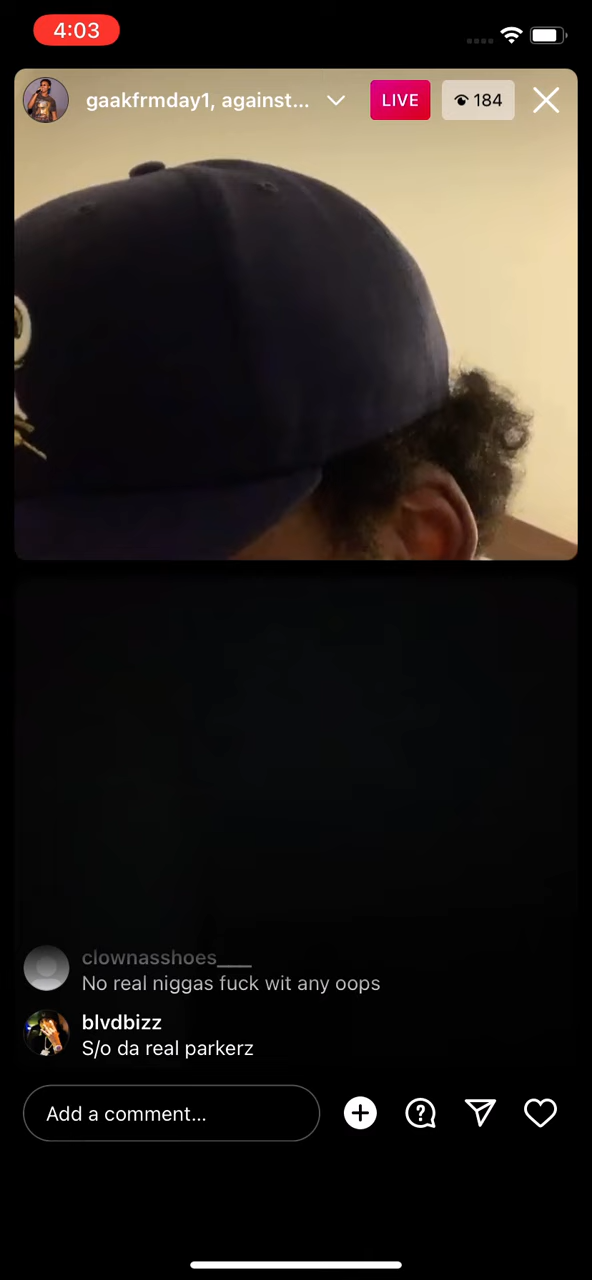 4:03
gaakfrmday1, against...
LIVE
184
clownasshoes___
No real niggas fuck wit any oops
blvdbizz
S/o da real parkerz
Add a comment...